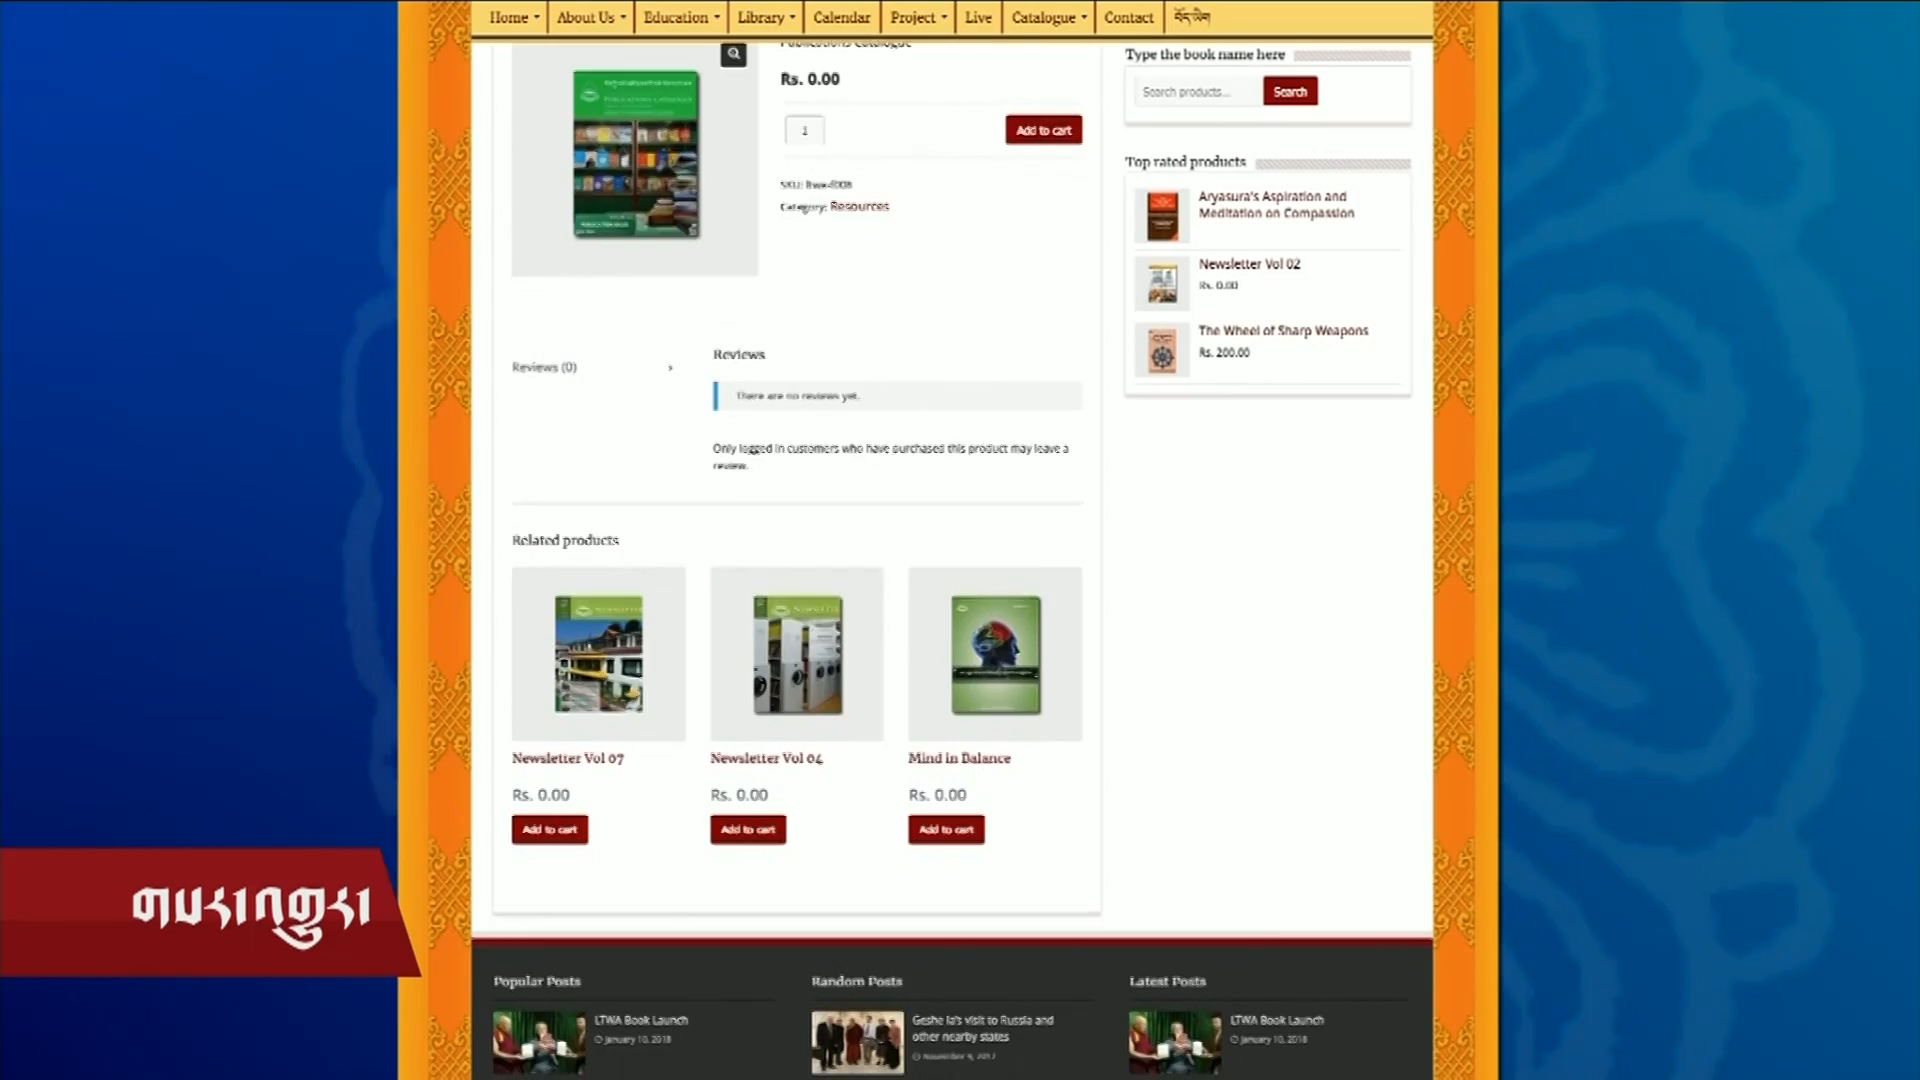 Home
About Us
Education
Library
Calendar
Project
Live
Catalogue
Contact
བོད་ཡིག
Publications Catalogue
Rs. 0.00
1
Add to cart
SKU:
Category: Resources
Type the book name here
Search products...
Search
Top rated products
Aryasura's Aspiration and
Meditation on Compassion
Newsletter Vol 02
Rs. 0.00
The Wheel of Sharp Weapons
Rs. 200.00
Reviews (0)
Reviews
There are no reviews yet.
Only logged in customers who have purchased this product may leave a
review.
Related products
Newsletter Vol 07
Newsletter Vol 04
Mind in Balance
Rs. 0.00
Rs. 0.00
Rs. 0.00
Add to cart
Add to cart
Add to cart
གསར་འགྱུར།
Popular Posts
Random Posts
Latest Posts
LTWA Book Launch
January 10, 2018
Geshe la's visit to Russia and
other nearby states
November 9, 2017
LTWA Book Launch
January 10, 2018